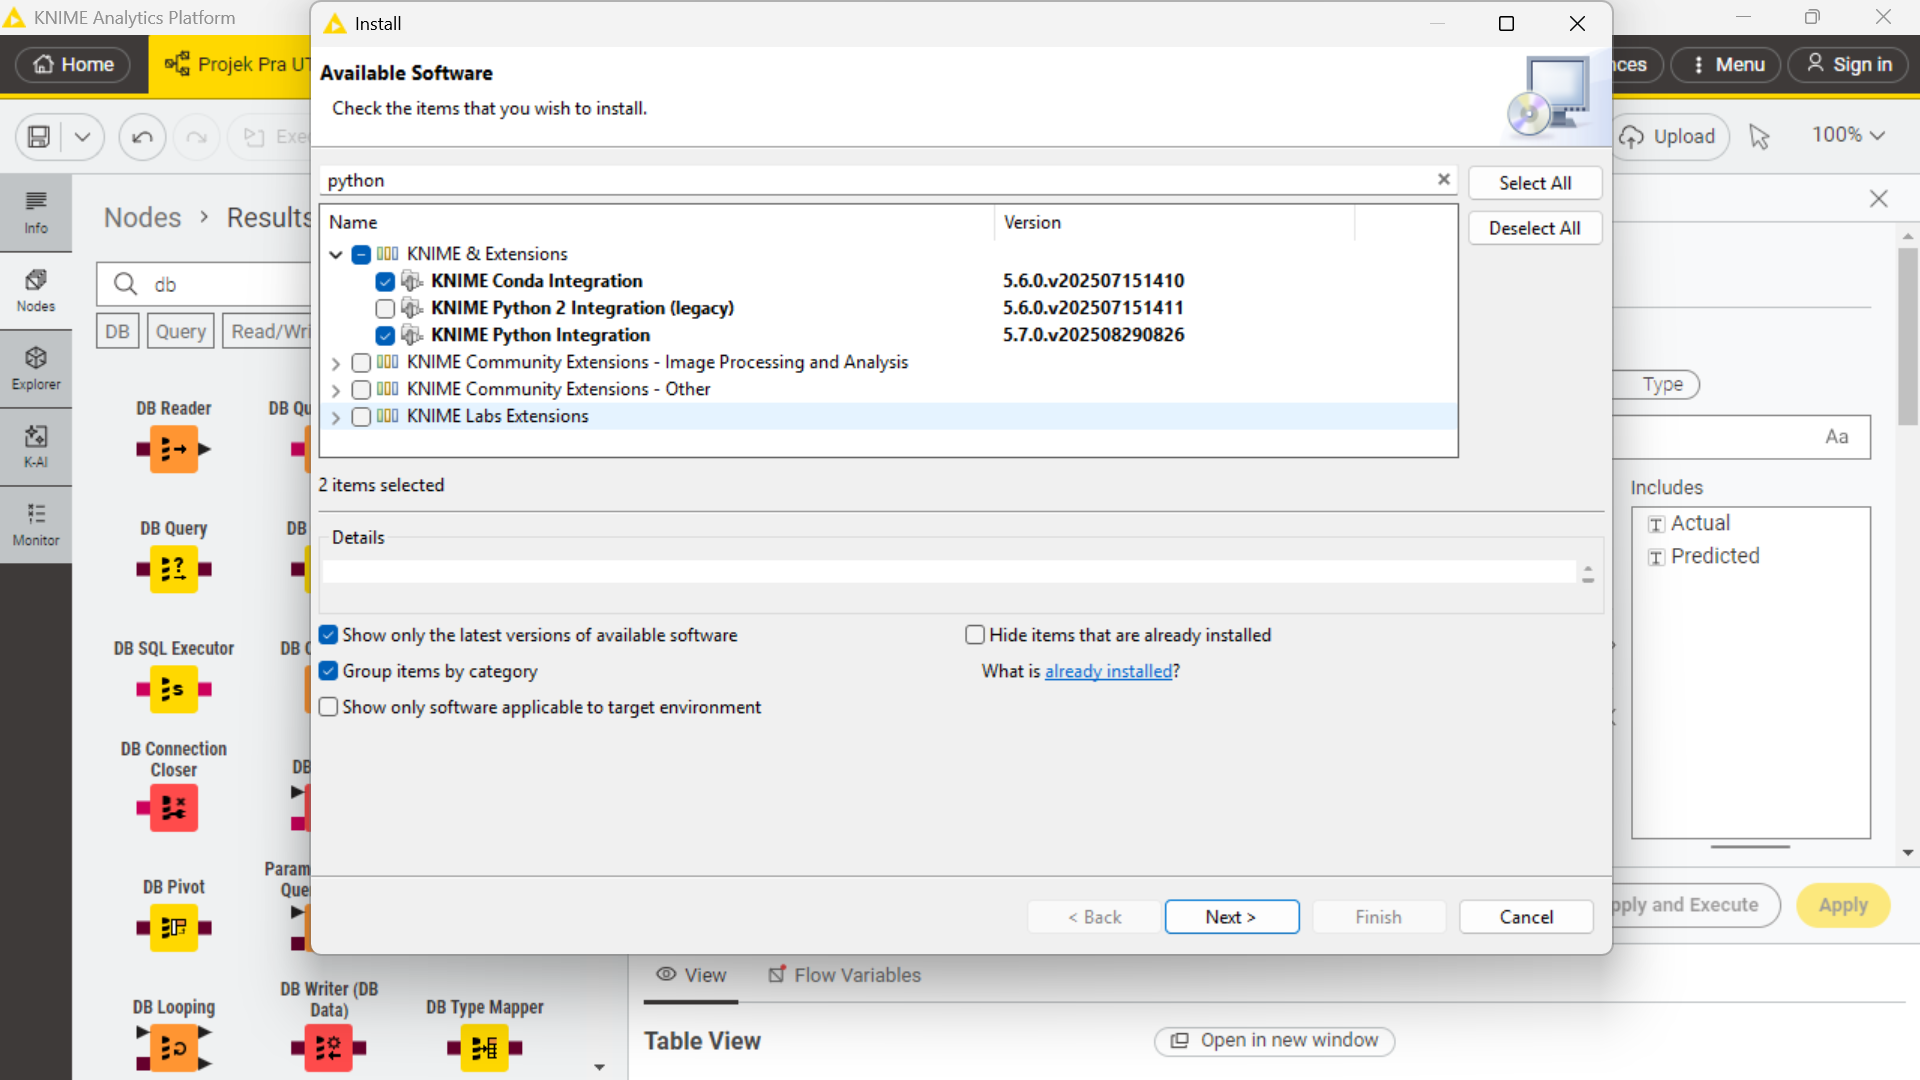 KNIME Analytics Platform
Home
Projek Pra UT
Menu
Sign in
Upload
100%
Info
Nodes
Explorer
K-AI
Monitor
Nodes > Results
db
DB
Query
Read/Wri
DB Reader
DB Query
DB SQL Executor
DB Connection
Closer
DB Pivot
DB Looping
DB Qu
DB
DB C
DB
Param
Que
DB Writer (DB
Data)
DB Type Mapper
Install
Available Software
Check the items that you wish to install.
python
Select All
Deselect All
Name
Version
KNIME & Extensions
KNIME Conda Integration 5.6.0.v202507151410
KNIME Python 2 Integration (legacy) 5.6.0.v202507151411
KNIME Python Integration 5.7.0.v202508290826
KNIME Community Extensions - Image Processing and Analysis
KNIME Community Extensions - Other
KNIME Labs Extensions
2 items selected
Details
Show only the latest versions of available software
Hide items that are already installed
Group items by category
What is already installed?
Show only software applicable to target environment
< Back
Next >
Finish
Cancel
Type
Aa
Includes
Actual
Predicted
pply and Execute
Apply
View
Flow Variables
Table View
Open in new window